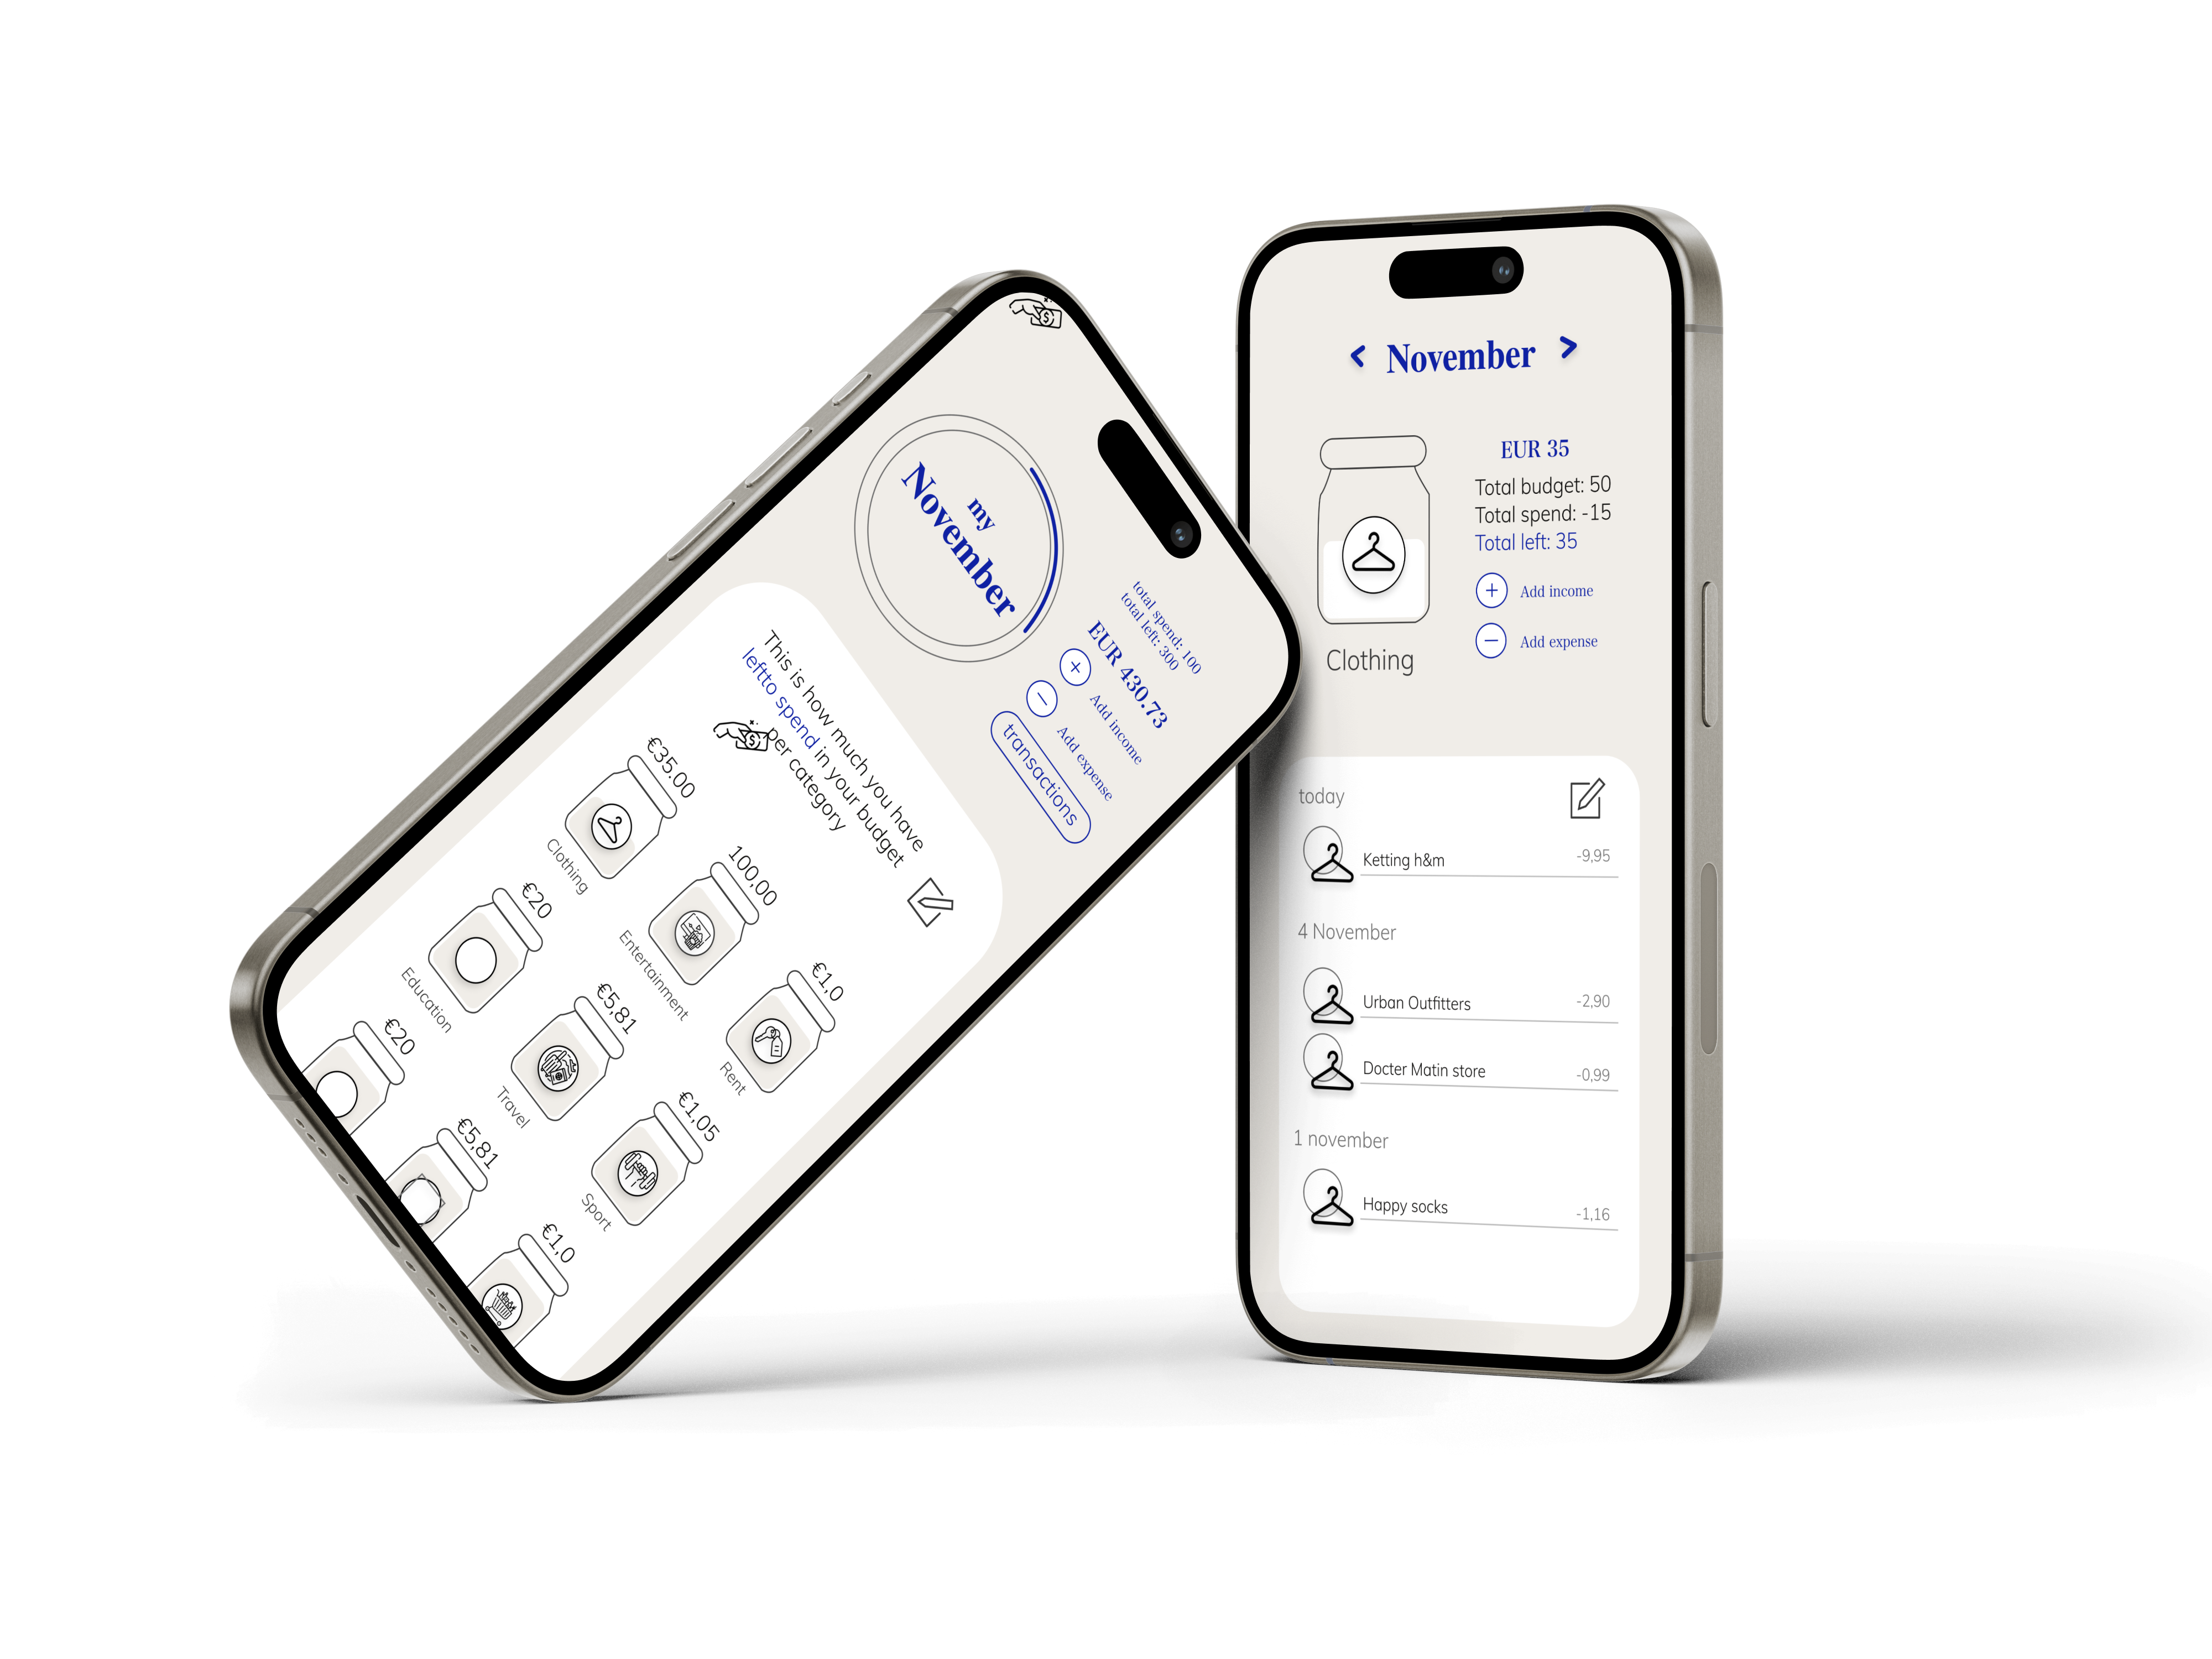 my
November
total spend: 100
total left: 300
EUR 430.73
+ Add income
− Add expense
transactions
This is how much you have
leftto spend in your budget
per category
€35.00
Clothing
100,00
Entertainment
€1,0
Rent
€20
Education
€5,81
Travel
€1,05
Sport
€20
€5,81
€1,0
< November >
EUR 35
Total budget: 50
Total spend: -15
Total left: 35
+ Add income
− Add expense
Clothing
today
Ketting h&m -9,95
4 November
Urban Outfitters -2,90
Docter Matin store -0,99
1 november
Happy socks -1,16